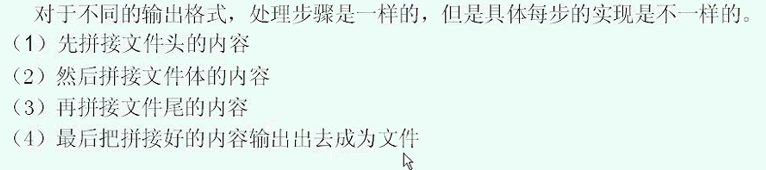 对于不同的输出格式，处理步骤是一样的，但是具体每步的实现是不一样的。
（1）先拼接文件头的内容
（2）然后拼接文件体的内容
（3）再拼接文件尾的内容
（4）最后把拼接好的内容输出出去成为文件